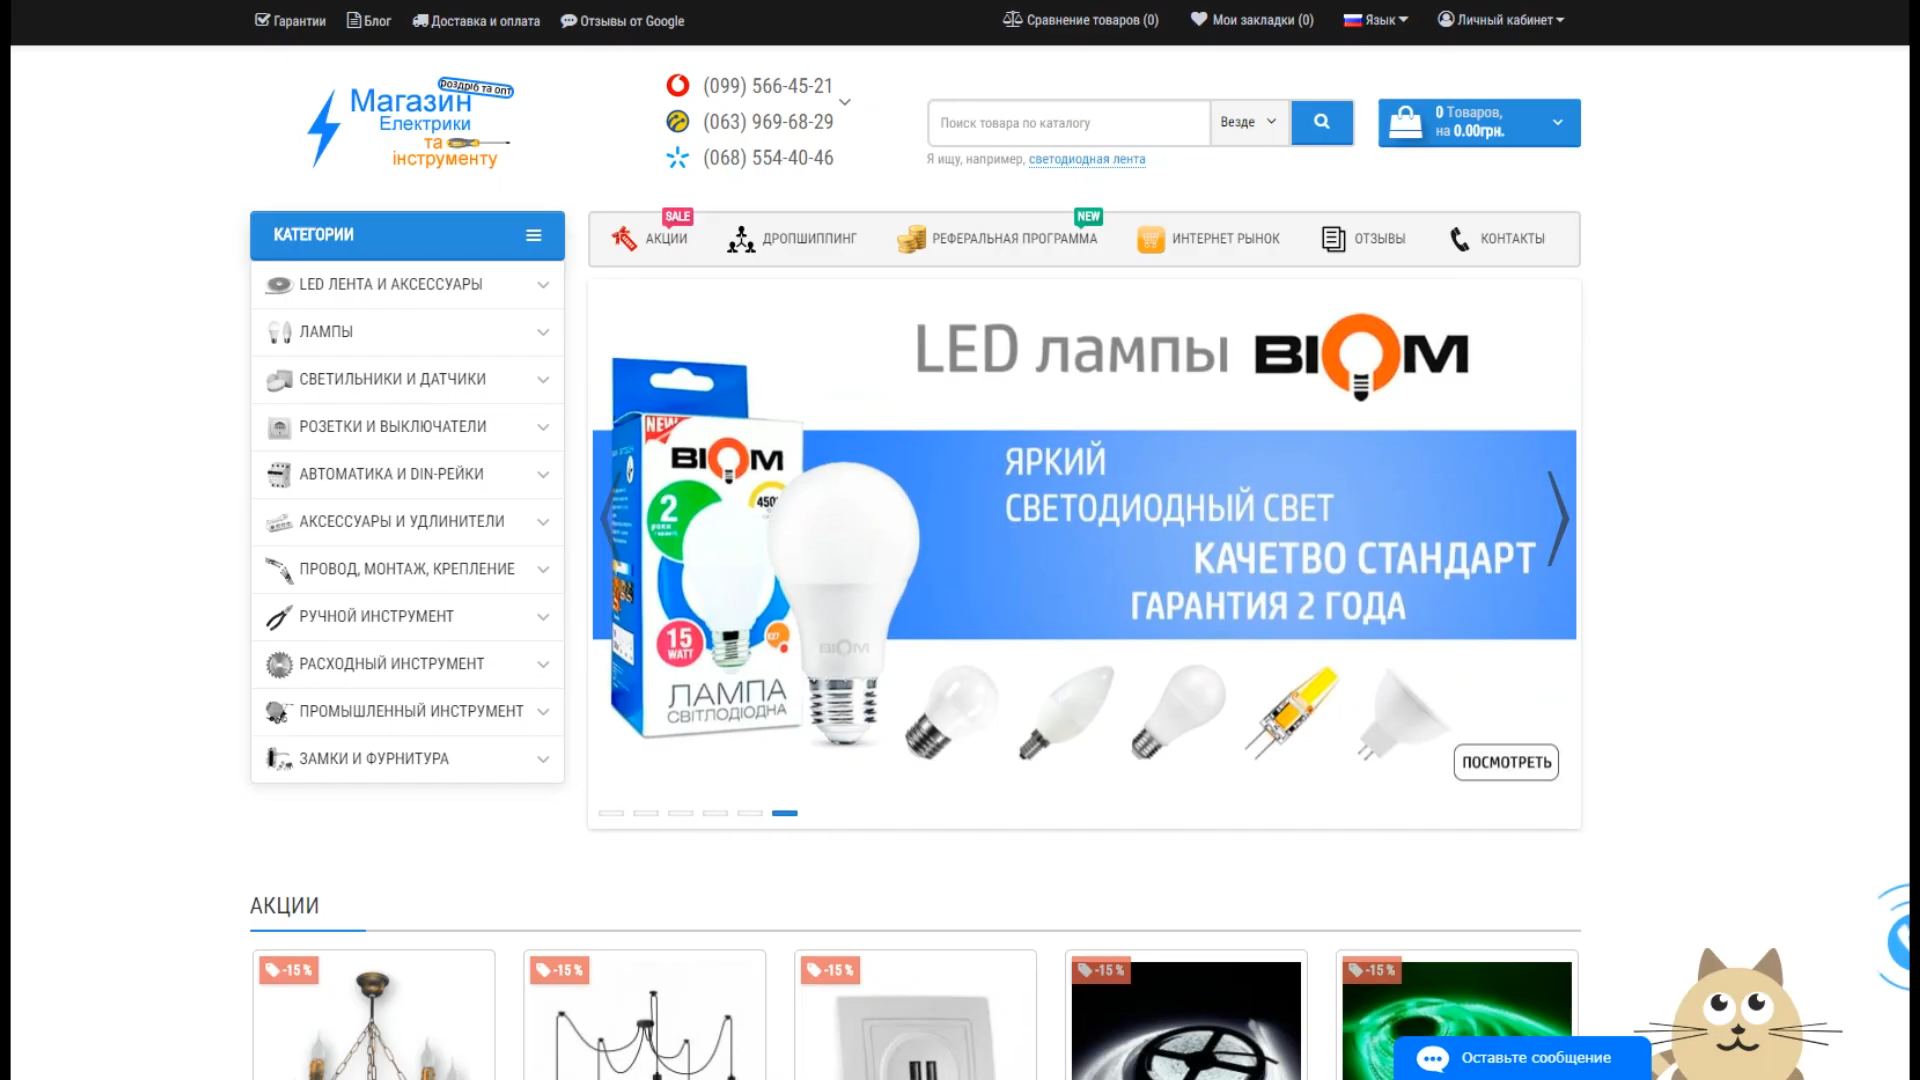 Гарантии
Блог
Доставка и оплата
Отзывы от Google
Сравнение товаров (0)
Мои закладки (0)
Язык
Личный кабинет
роздріб та опт
Магазин
Електрики
та
інструменту
(099) 566-45-21
(063) 969-68-29
(068) 554-40-46
Поиск товара по каталогу
Везде
Я ищу, например, светодиодная лента
0 Товаров,
на 0.00грн.
КАТЕГОРИИ
LED ЛЕНТА И АКСЕССУАРЫ
ЛАМПЫ
СВЕТИЛЬНИКИ И ДАТЧИКИ
РОЗЕТКИ И ВЫКЛЮЧАТЕЛИ
АВТОМАТИКА И DIN-РЕЙКИ
АКСЕССУАРЫ И УДЛИНИТЕЛИ
ПРОВОД, МОНТАЖ, КРЕПЛЕНИЕ
РУЧНОЙ ИНСТРУМЕНТ
РАСХОДНЫЙ ИНСТРУМЕНТ
ПРОМЫШЛЕННЫЙ ИНСТРУМЕНТ
ЗАМКИ И ФУРНИТУРА
SALE
АКЦИИ
ДРОПШИППИНГ
NEW
РЕФЕРАЛЬНАЯ ПРОГРАММА
ИНТЕРНЕТ РЫНОК
ОТЗЫВЫ
КОНТАКТЫ
LED лампы BIOM
ЯРКИЙ
СВЕТОДИОДНЫЙ СВЕТ
КАЧЕТВО СТАНДАРТ
ГАРАНТИЯ 2 ГОДА
NEW
BIOM
2
роки
450
15
WATT
E27
BIOM
ЛАМПА
СВІТЛОДІОДНА
ПОСМОТРЕТЬ
АКЦИИ
-15 %
-15 %
-15 %
-15 %
-15 %
Оставьте сообщение